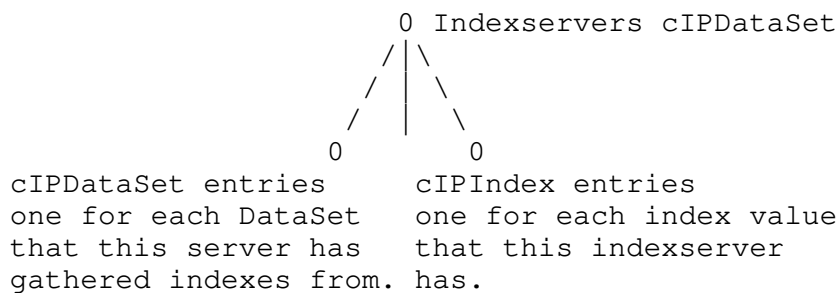 0 Indexservers cIPDataSet
/|\
/ | \
/ | \
0 0
cIPDataSet entries cIPIndex entries
one for each DataSet one for each index value
that this server has that this indexserver
gathered indexes from. has.